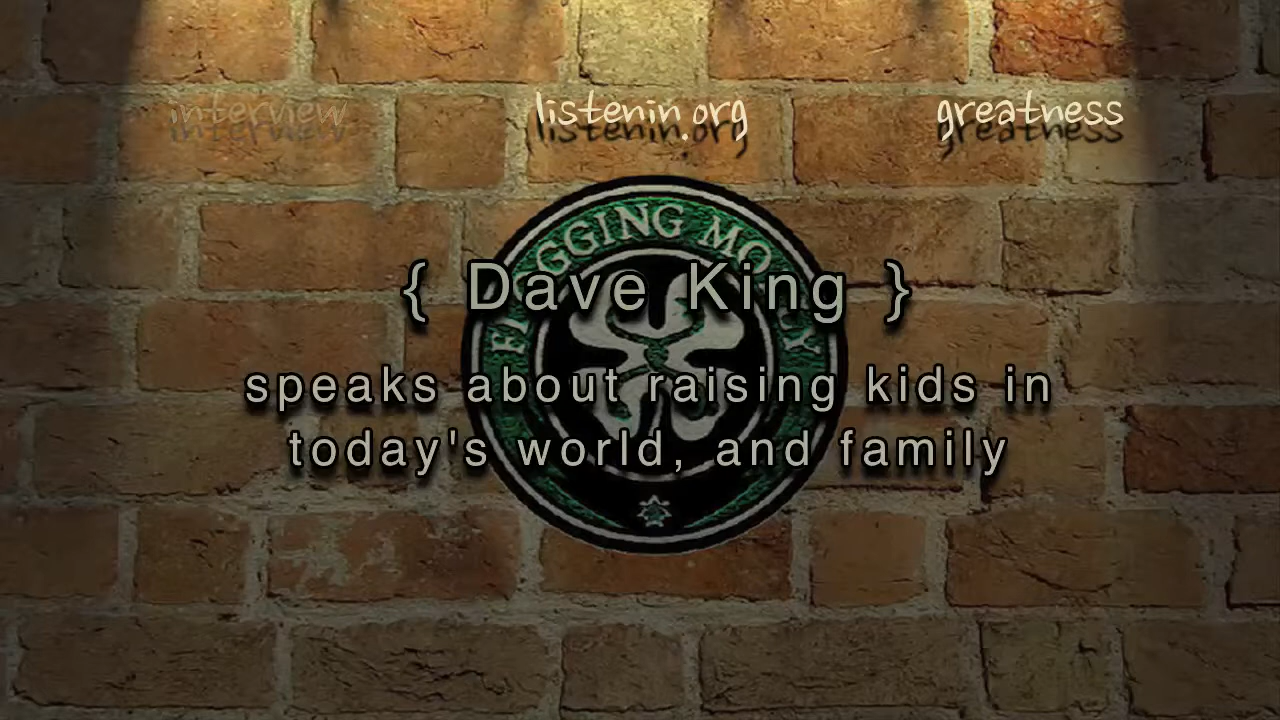 interview listenin.org greatness
FLOGGING MOLLY
{ Dave King }
speaks about raising kids in
today's world, and family